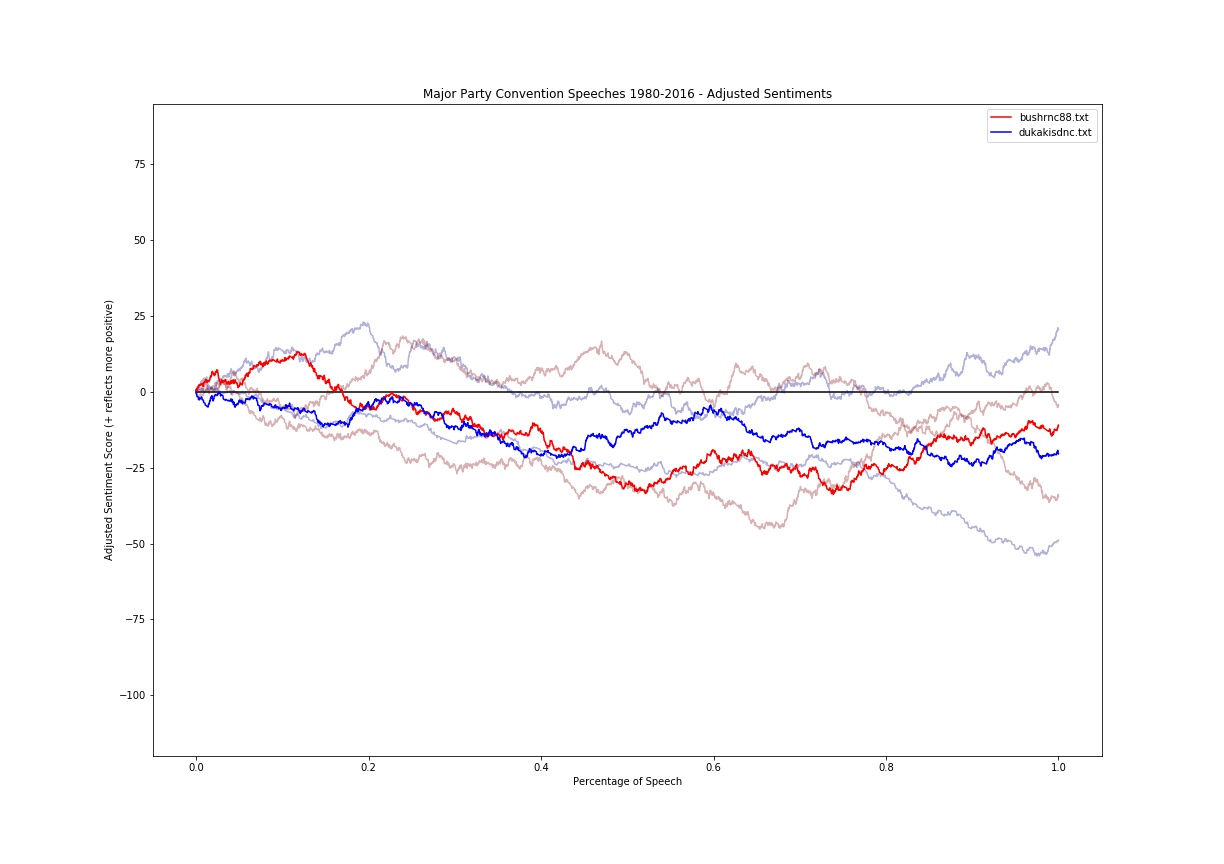 Major Party Convention Speeches 1980-2016 - Adjusted Sentiments
bushrnc88.txt
dukakisdnc.txt
Adjusted Sentiment Score (+ reflects more positive)
75
50
25
0
−25
−50
−75
−100
0.0 0.2 0.4 0.6 0.8 1.0
Percentage of Speech